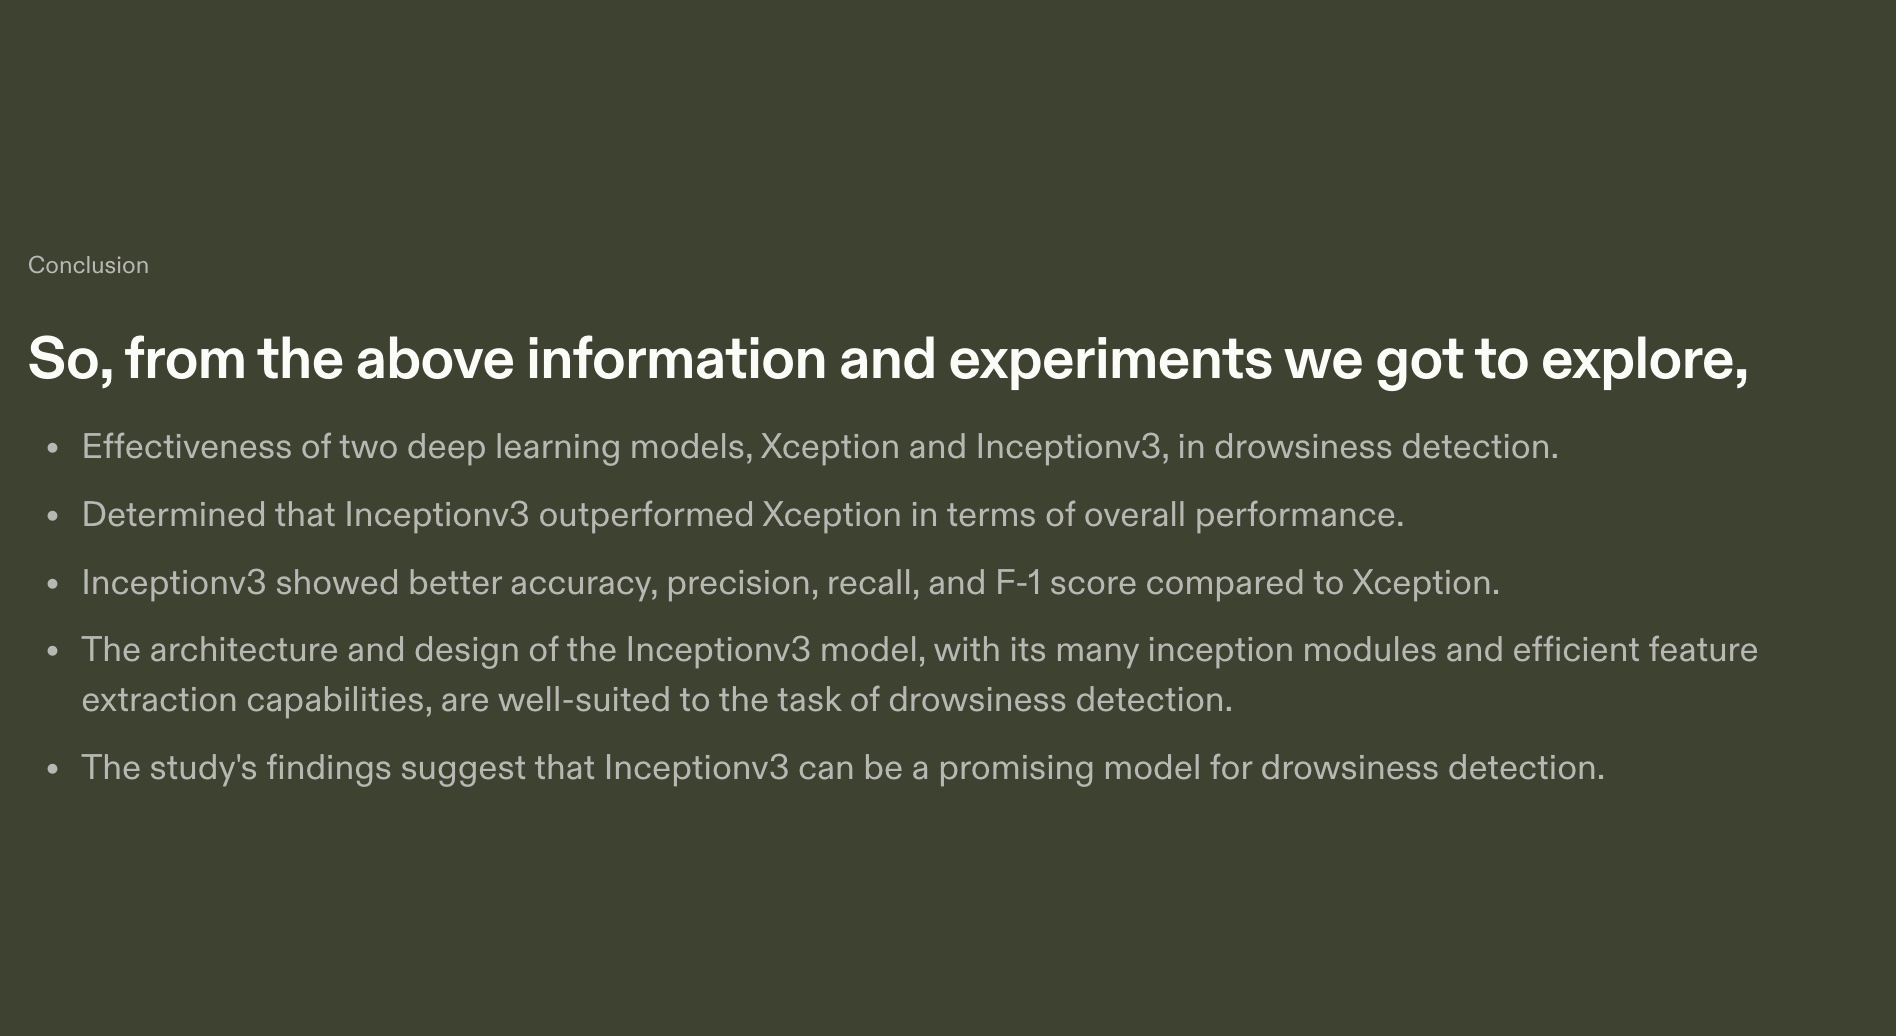 Conclusion
So, from the above information and experiments we got to explore,
• Effectiveness of two deep learning models, Xception and Inceptionv3, in drowsiness detection.
• Determined that Inceptionv3 outperformed Xception in terms of overall performance.
• Inceptionv3 showed better accuracy, precision, recall, and F-1 score compared to Xception.
• The architecture and design of the Inceptionv3 model, with its many inception modules and efficient feature
extraction capabilities, are well-suited to the task of drowsiness detection.
• The study's findings suggest that Inceptionv3 can be a promising model for drowsiness detection.